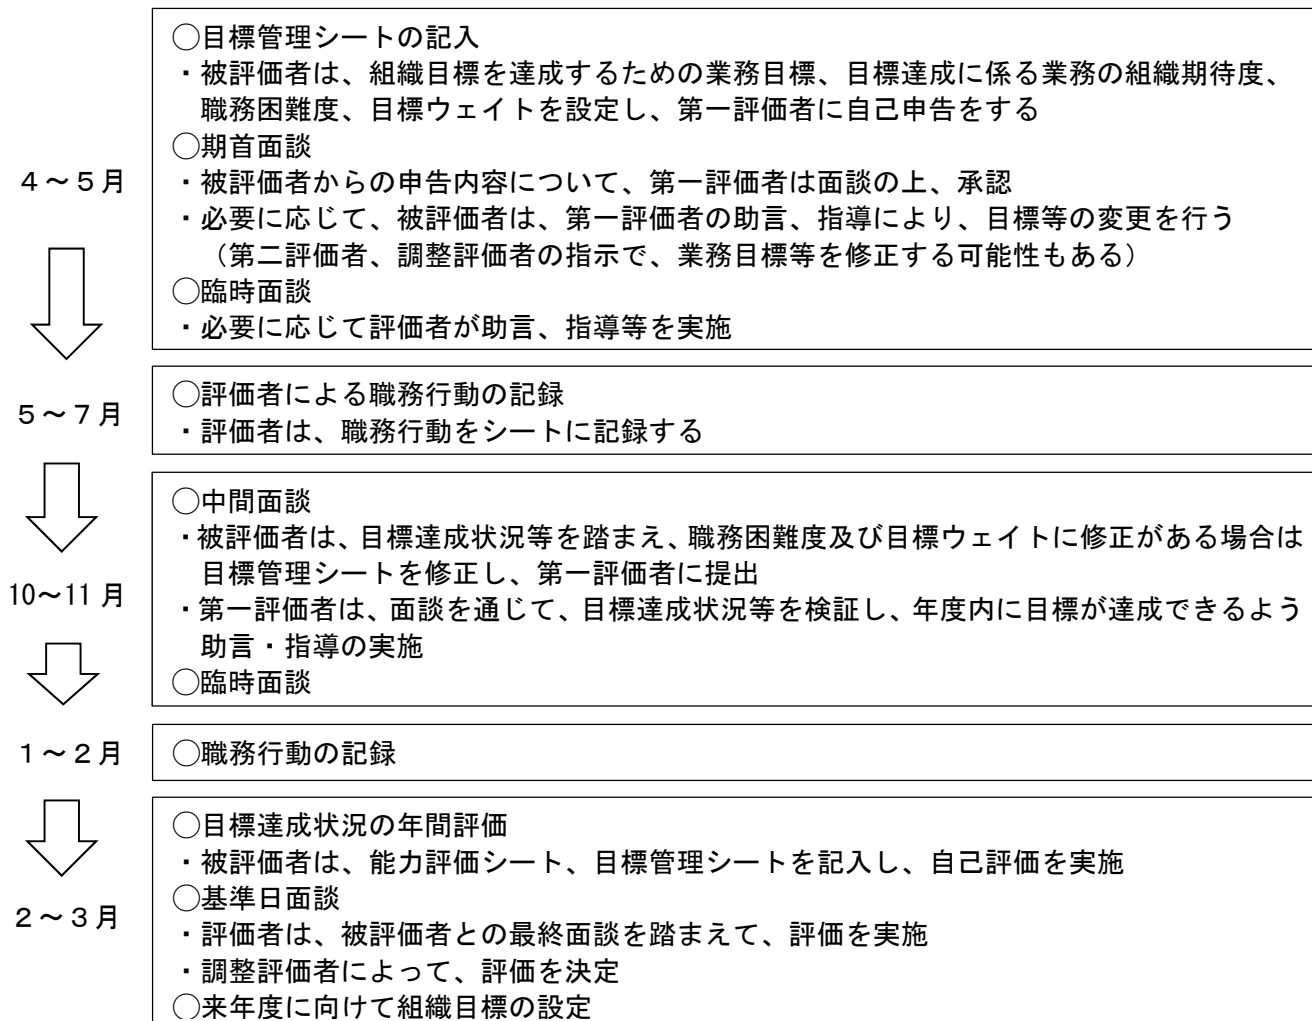 ４～５月
◯目標管理シートの記入
・被評価者は、組織目標を達成するための業務目標、目標達成に係る業務の組織期待度、
職務困難度、目標ウェイトを設定し、第一評価者に自己申告をする
◯期首面談
・被評価者からの申告内容について、第一評価者は面談の上、承認
・必要に応じて、被評価者は、第一評価者の助言、指導により、目標等の変更を行う
（第二評価者、調整評価者の指示で、業務目標等を修正する可能性もある）
◯臨時面談
・必要に応じて評価者が助言、指導等を実施
５～７月
◯評価者による職務行動の記録
・評価者は、職務行動をシートに記録する
10～11月
◯中間面談
・被評価者は、目標達成状況等を踏まえ、職務困難度及び目標ウェイトに修正がある場合は
目標管理シートを修正し、第一評価者に提出
・第一評価者は、面談を通じて、目標達成状況等を検証し、年度内に目標が達成できるよう
助言・指導の実施
◯臨時面談
１～２月
◯職務行動の記録
２～３月
◯目標達成状況の年間評価
・被評価者は、能力評価シート、目標管理シートを記入し、自己評価を実施
◯基準日面談
・評価者は、被評価者との最終面談を踏まえて、評価を実施
・調整評価者によって、評価を決定
◯来年度に向けて組織目標の設定